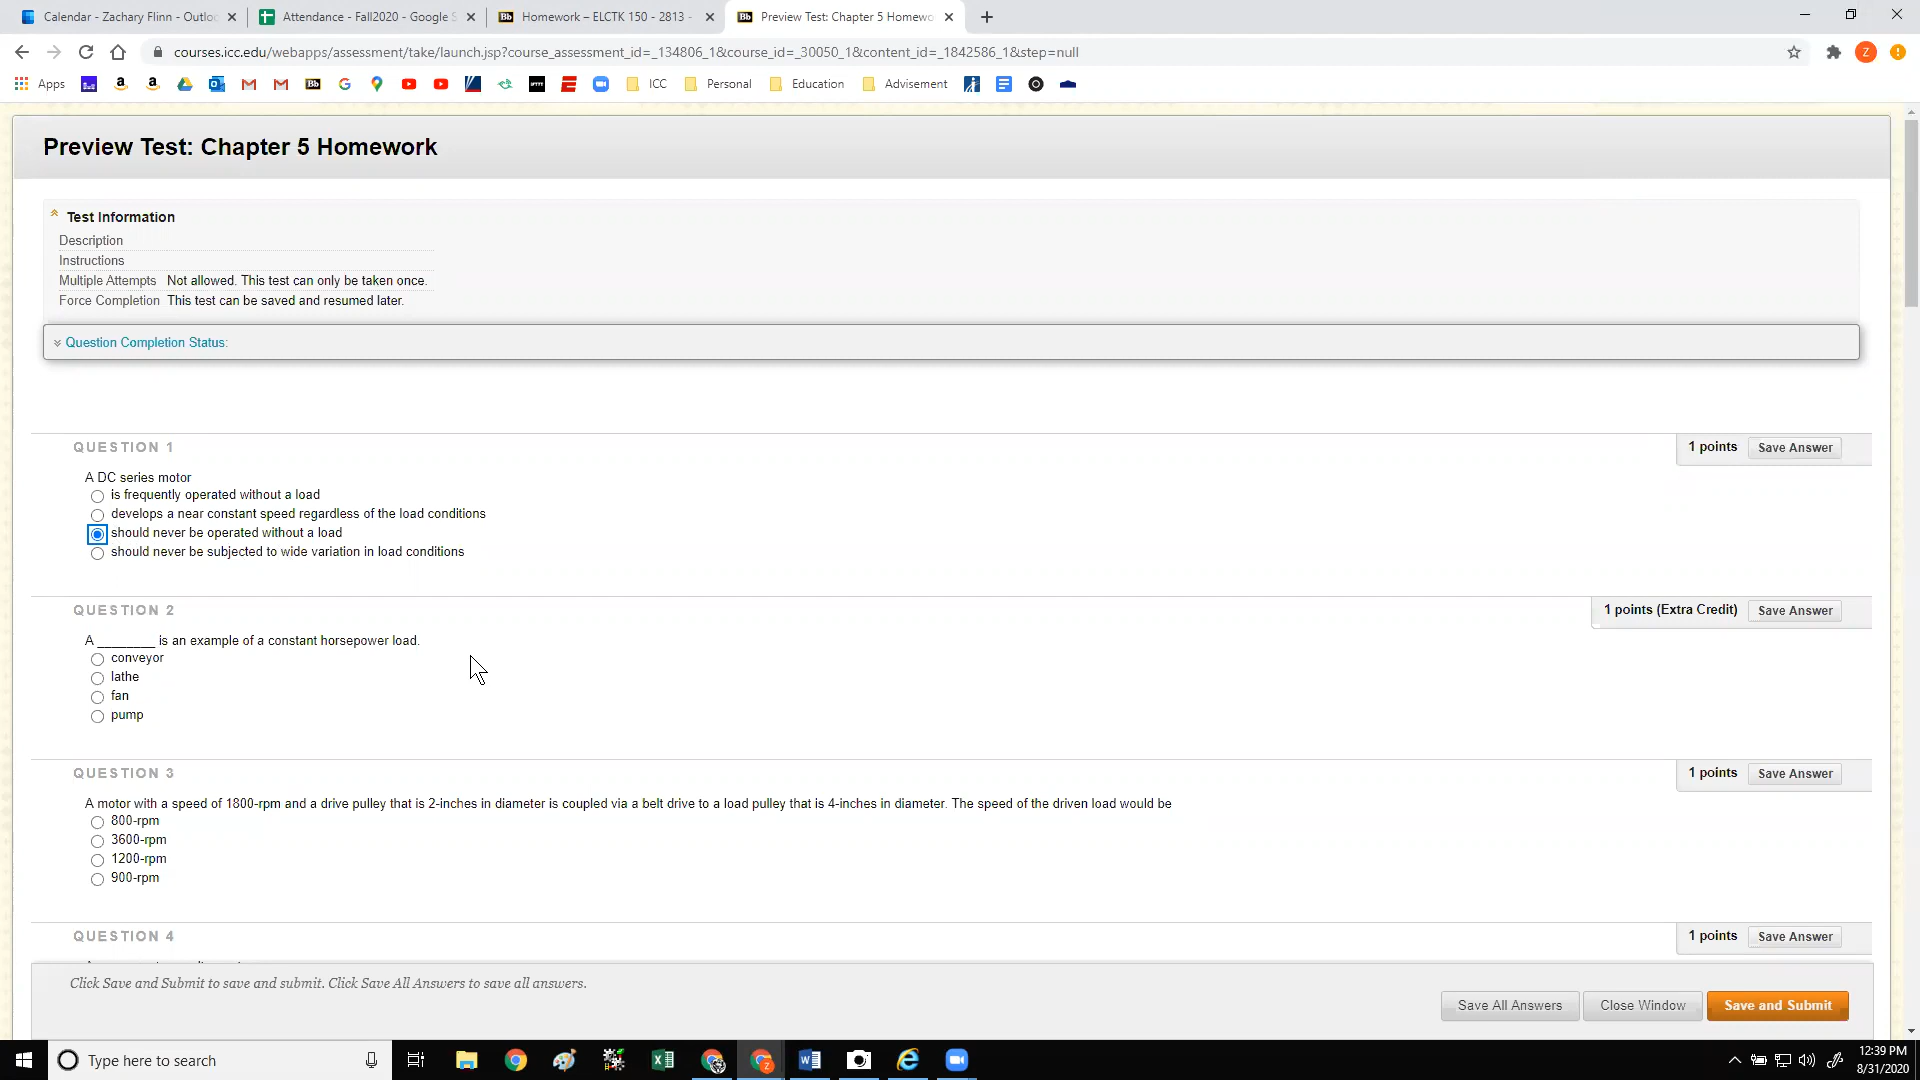 Calendar - Zachary Flinn - Outloo
Attendance - Fall2020 - Google S
Homework – ELCTK 150 - 2813 -
Preview Test: Chapter 5 Homewo
courses.icc.edu/webapps/assessment/take/launch.jsp?course_assessment_id=_134806_1&course_id=_30050_1&content_id=_1842586_1&step=null
Apps
ICC
Personal
Education
Advisement
Preview Test: Chapter 5 Homework
Test Information
Description
Instructions
Multiple Attempts Not allowed. This test can only be taken once.
Force Completion This test can be saved and resumed later.
Question Completion Status:
QUESTION 1
1 points Save Answer
A DC series motor
is frequently operated without a load
develops a near constant speed regardless of the load conditions
should never be operated without a load
should never be subjected to wide variation in load conditions
QUESTION 2
1 points (Extra Credit) Save Answer
A ________ is an example of a constant horsepower load.
conveyor
lathe
fan
pump
QUESTION 3
1 points Save Answer
A motor with a speed of 1800-rpm and a drive pulley that is 2-inches in diameter is coupled via a belt drive to a load pulley that is 4-inches in diameter. The speed of the driven load would be
800-rpm
3600-rpm
1200-rpm
900-rpm
QUESTION 4
1 points Save Answer
Click Save and Submit to save and submit. Click Save All Answers to save all answers.
Save All Answers Close Window Save and Submit
Type here to search
12:39 PM
8/31/2020